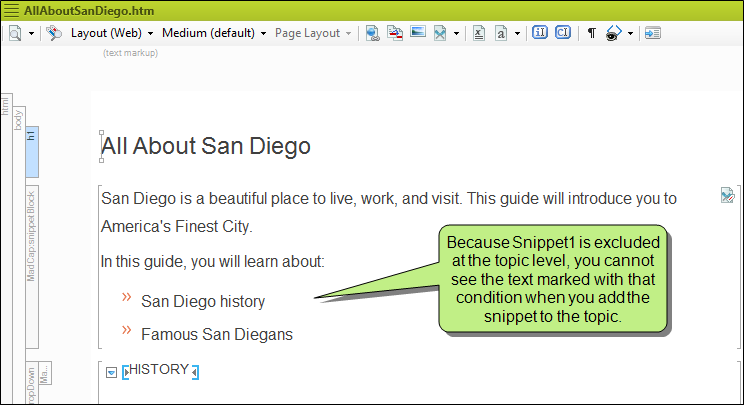 AllAboutSanDiego.htm
Layout (Web) Medium (default) Page Layout
(text markup)
html
body
h1
All About San Diego
MadCap:snippetBlock
San Diego is a beautiful place to live, work, and visit. This guide will introduce you to
America's Finest City.
In this guide, you will learn about:
» San Diego history
» Famous San Diegans
Because Snippet1 is excluded
at the topic level, you cannot
see the text marked with that
condition when you add the
snippet to the topic.
ropDown
Ma...
HISTORY